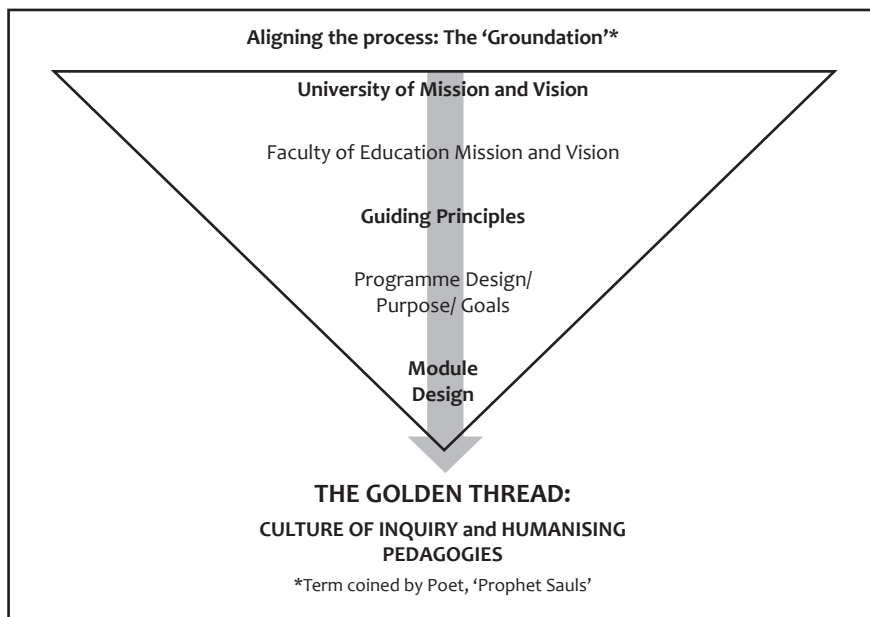 Aligning the process: The ‘Groundation’*
University of Mission and Vision
Faculty of Education Mission and Vision
Guiding Principles
Programme Design/
Purpose/ Goals
Module
Design
THE GOLDEN THREAD:
CULTURE OF INQUIRY and HUMANISING
PEDAGOGIES
*Term coined by Poet, ‘Prophet Sauls’